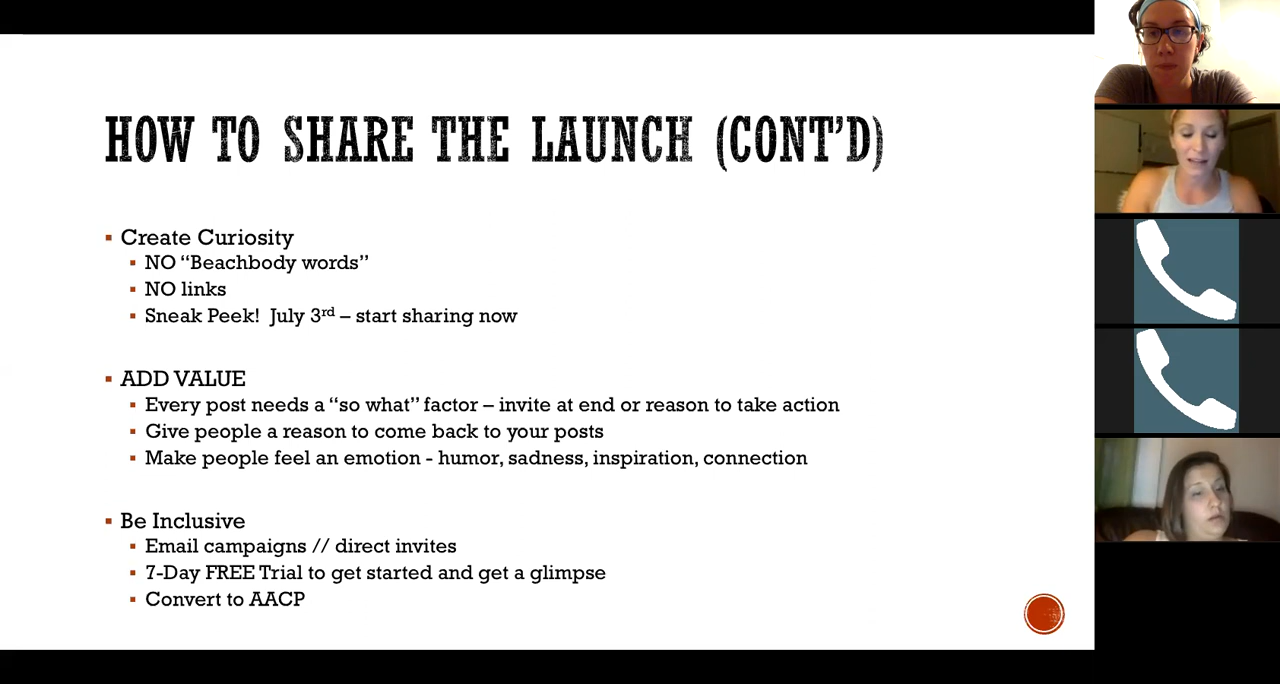 HOW TO SHARE THE LAUNCH (CONT’D)
Create Curiosity
NO “Beachbody words”
NO links
Sneak Peek! July 3rd – start sharing now
ADD VALUE
Every post needs a “so what” factor – invite at end or reason to take action
Give people a reason to come back to your posts
Make people feel an emotion - humor, sadness, inspiration, connection
Be Inclusive
Email campaigns // direct invites
7-Day FREE Trial to get started and get a glimpse
Convert to AACP